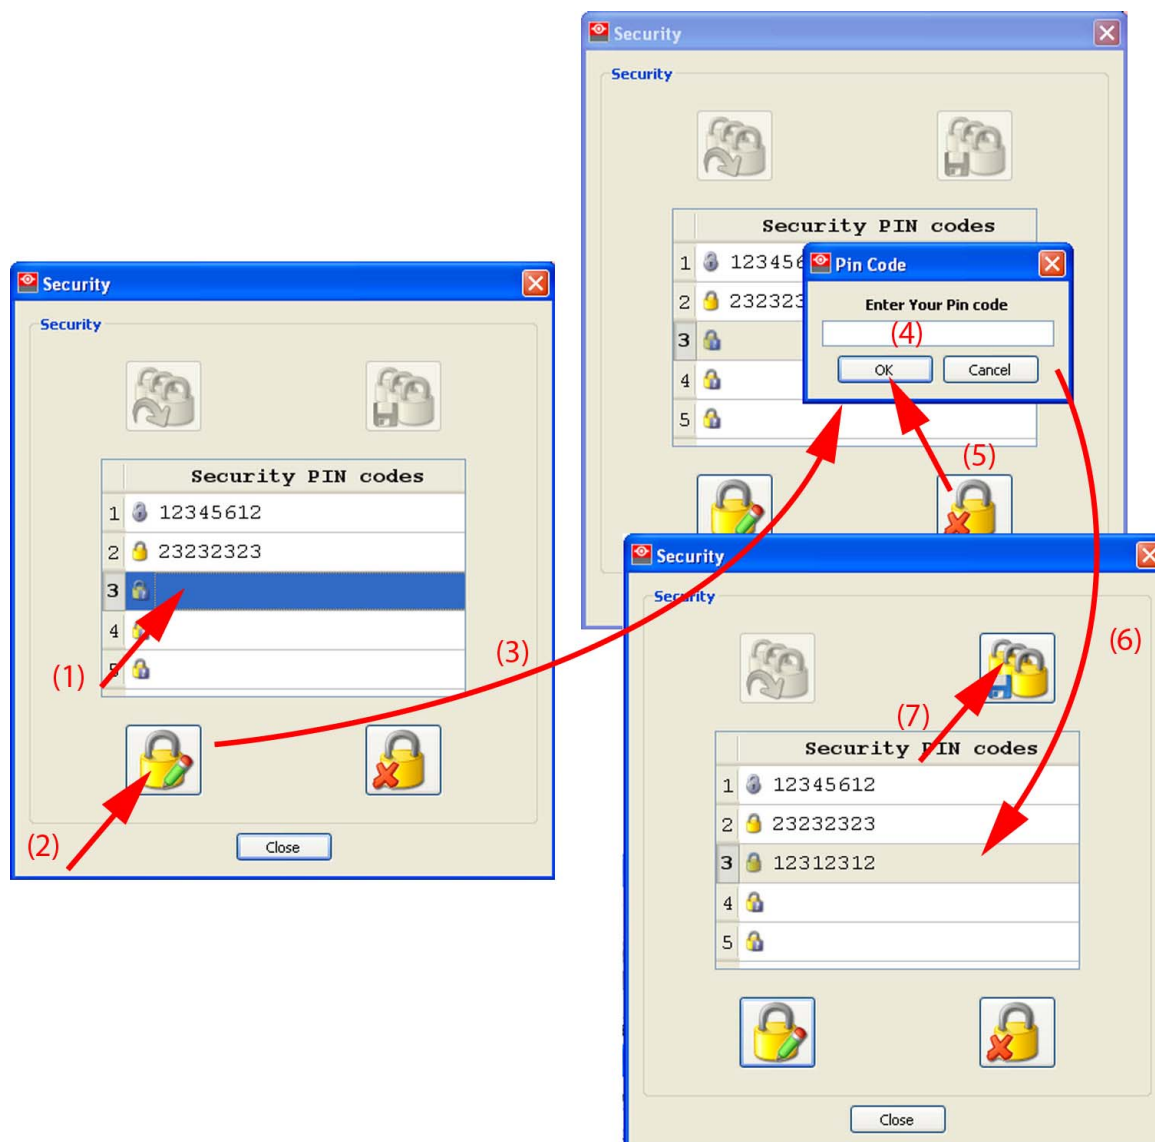 Security
Security
Security PIN codes
1 12345612
2 23232323
3
4
5
Close
(1)
(2)
(3)
Security
Security
Security PIN codes
1 123456
2 232323
3
4
5
Pin Code
Enter Your Pin code
(4)
OK Cancel
(5)
(6)
Security
Security
(7)
Security PIN codes
1 12345612
2 23232323
3 12312312
4
5
Close